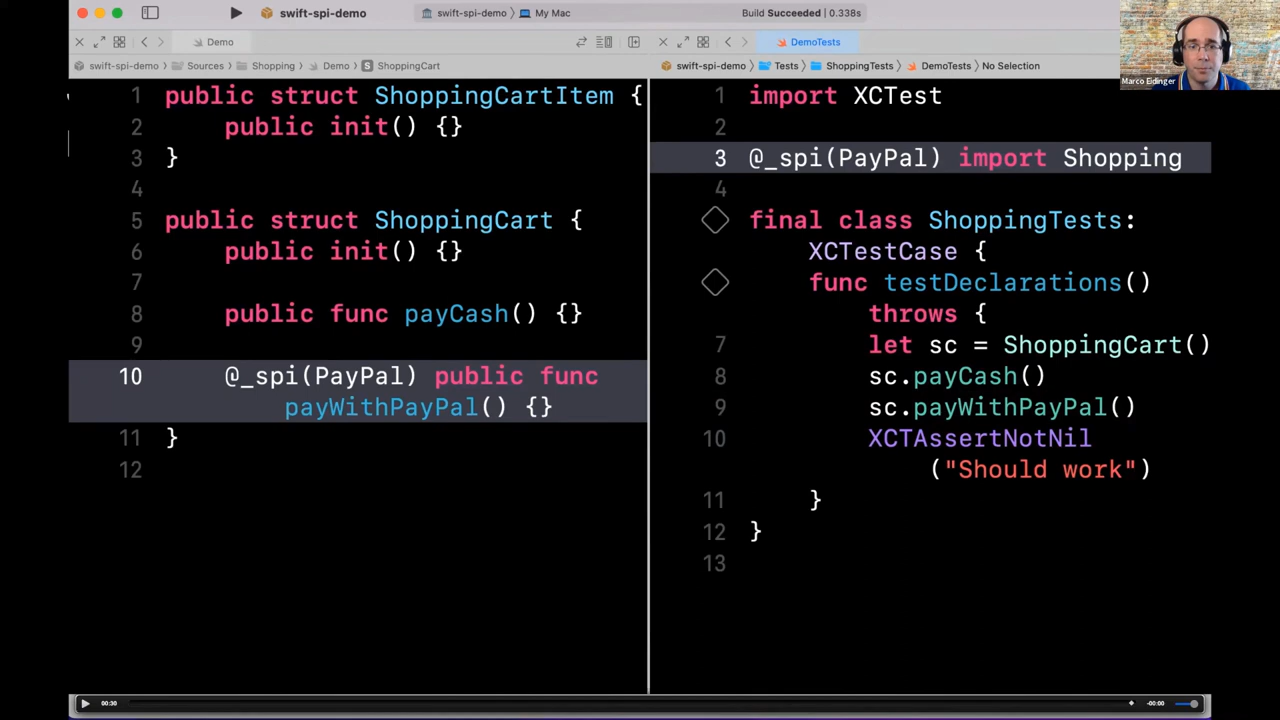 swift-spi-demo
swift-spi-demo 〉 My Mac
Build Succeeded | 0.338s
Demo
DemoTests
swift-spi-demo 〉 Sources 〉 Shopping 〉 Demo 〉 S ShoppingCart
swift-spi-demo 〉 Tests 〉 ShoppingTests 〉 DemoTests 〉 No Selection
Marco Eidinger
1 public struct ShoppingCartItem {
2 public init() {}
3 }
4
5 public struct ShoppingCart {
6 public init() {}
7
8 public func payCash() {}
9
10 @_spi(PayPal) public func
payWithPayPal() {}
11 }
12
1 import XCTest
2
3 @_spi(PayPal) import Shopping
4
final class ShoppingTests:
XCTestCase {
func testDeclarations()
throws {
7 let sc = ShoppingCart()
8 sc.payCash()
9 sc.payWithPayPal()
10 XCTAssertNotNil
("Should work")
11 }
12 }
13
00:30
-00:00